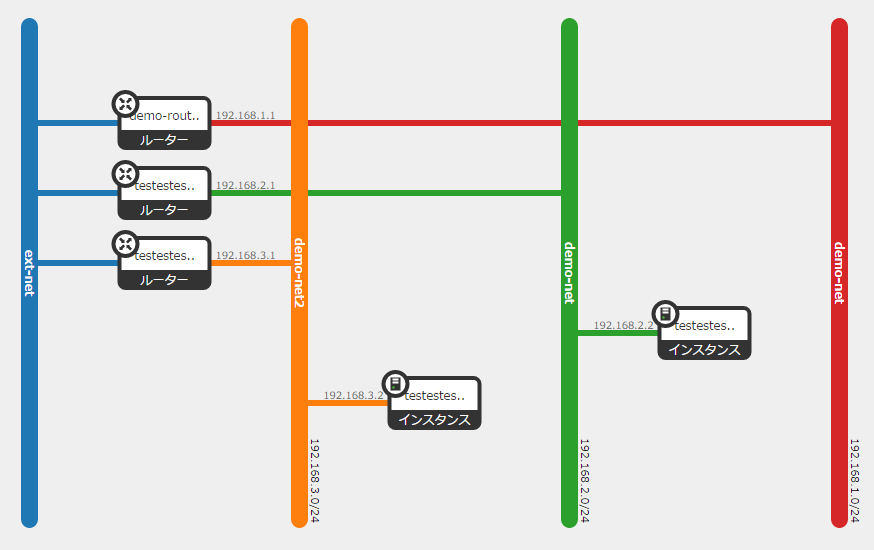 demo-rout..
ルーター
192.168.1.1
testestes..
ルーター
192.168.2.1
testestes..
ルーター
192.168.3.1
ext-net
demo-net2
demo-net
demo-net
192.168.2.2
testestes..
インスタンス
192.168.3.2
testestes..
インスタンス
192.168.3.0/24
192.168.2.0/24
192.168.1.0/24